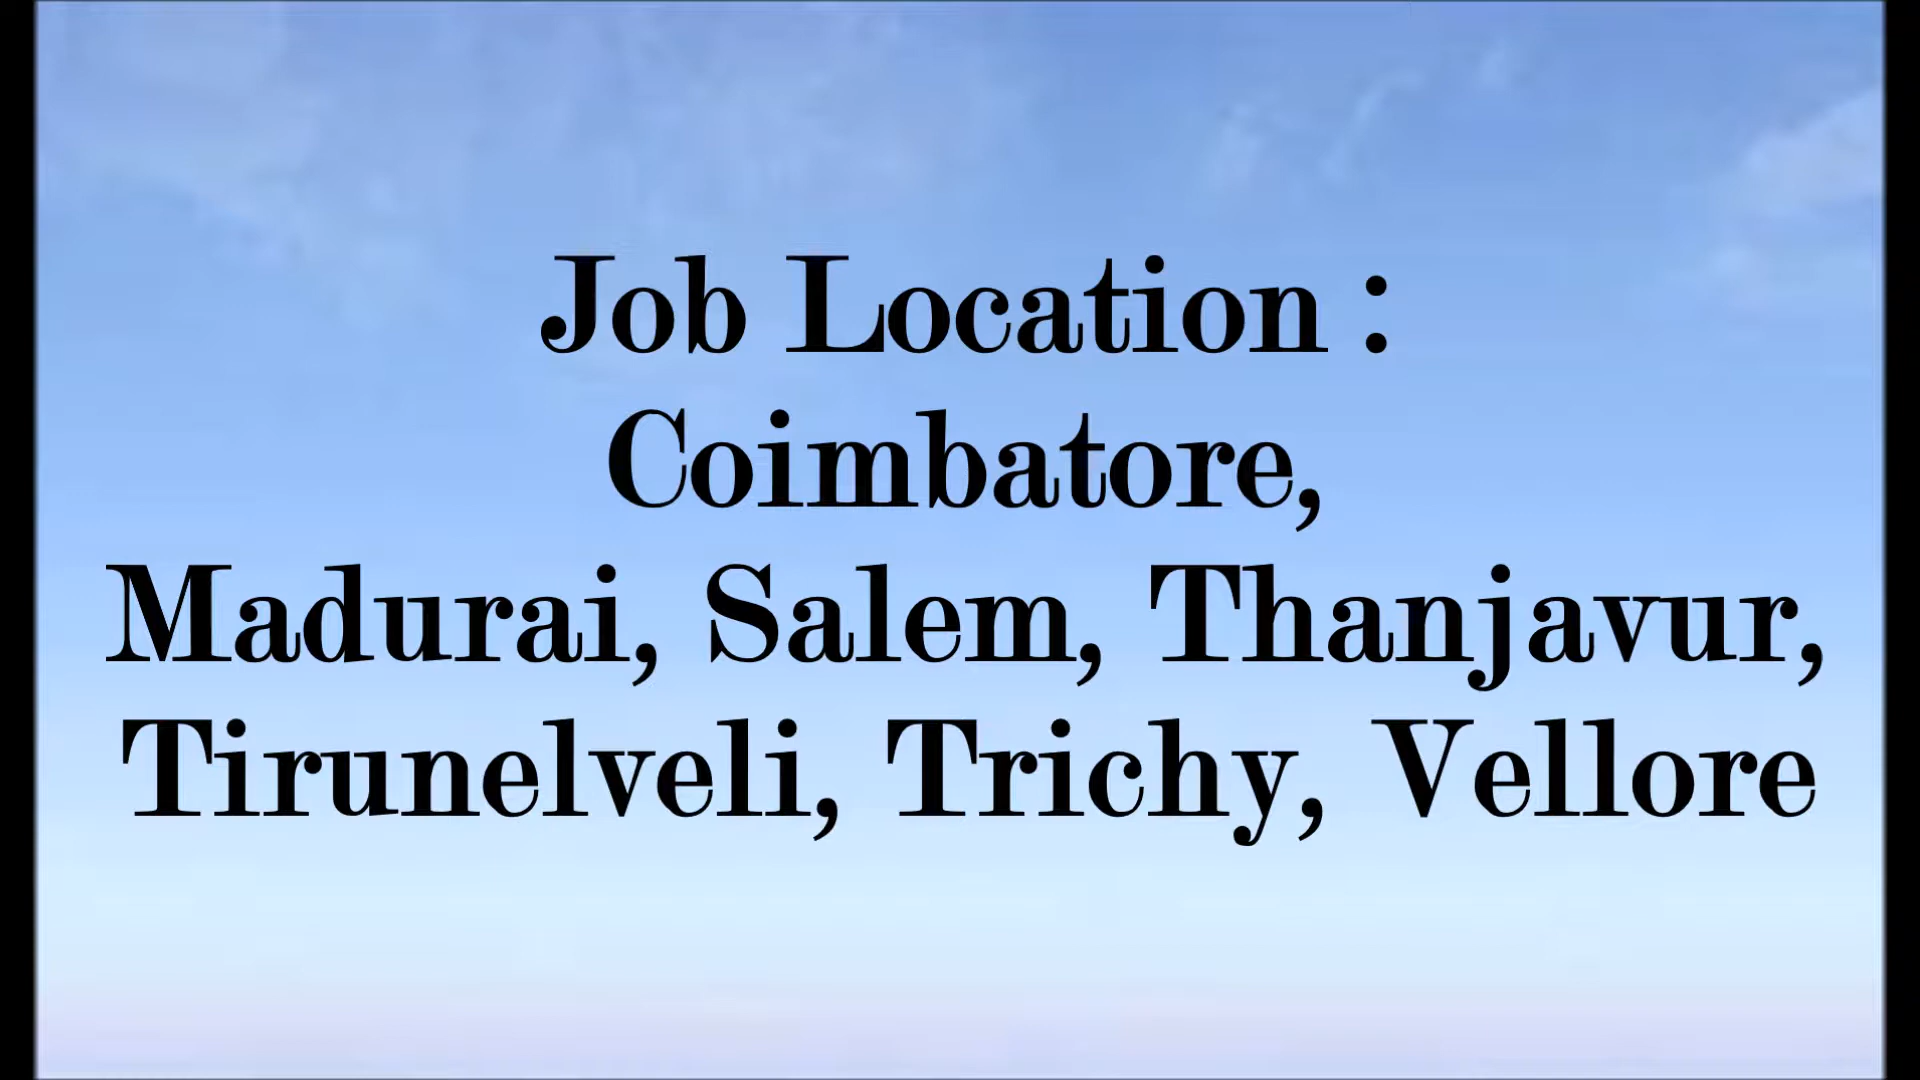 Job Location :
Coimbatore,
Madurai, Salem, Thanjavur,
Tirunelveli, Trichy, Vellore